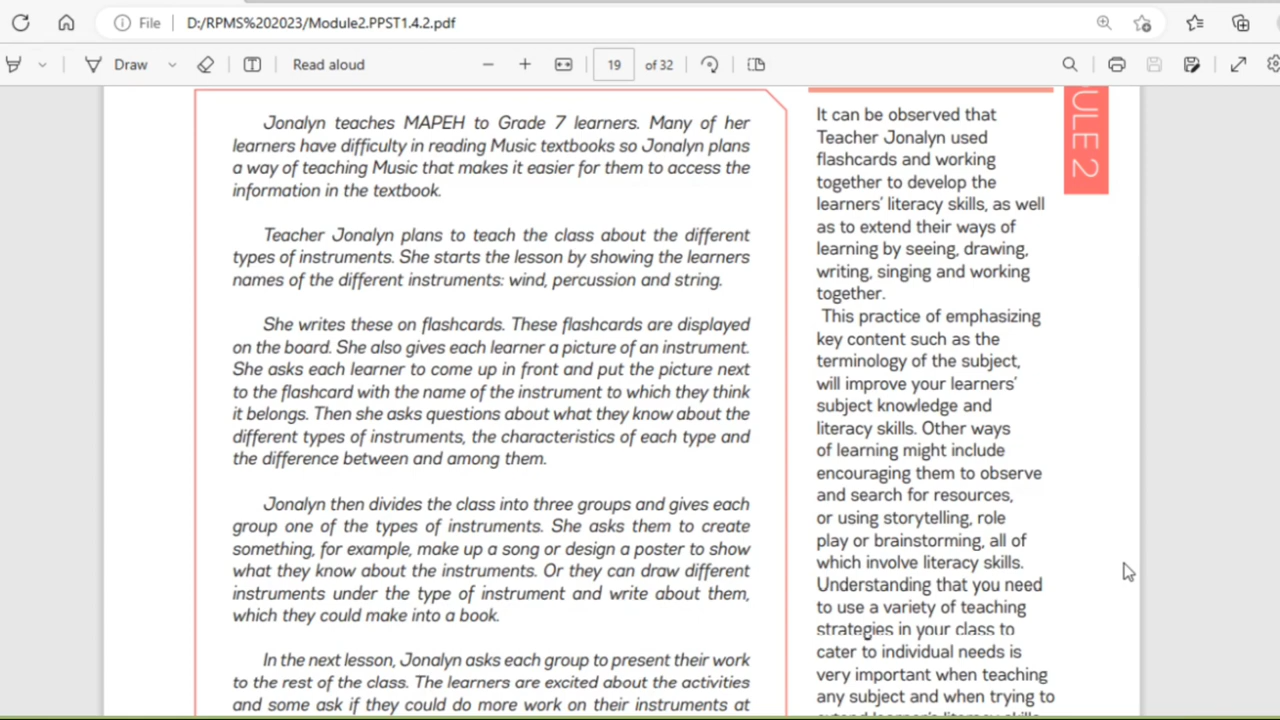 File
D:/RPMS%202023/Module2.PPST1.4.2.pdf
Draw
Read aloud
19
of 32
Jonalyn teaches MAPEH to Grade 7 learners. Many of her
learners have difficulty in reading Music textbooks so Jonalyn plans
a way of teaching Music that makes it easier for them to access the
information in the textbook.
Teacher Jonalyn plans to teach the class about the different
types of instruments. She starts the lesson by showing the learners
names of the different instruments: wind, percussion and string.
She writes these on flashcards. These flashcards are displayed
on the board. She also gives each learner a picture of an instrument.
She asks each learner to come up in front and put the picture next
to the flashcard with the name of the instrument to which they think
it belongs. Then she asks questions about what they know about the
different types of instruments, the characteristics of each type and
the difference between and among them.
Jonalyn then divides the class into three groups and gives each
group one of the types of instruments. She asks them to create
something, for example, make up a song or design a poster to show
what they know about the instruments. Or they can draw different
instruments under the type of instrument and write about them,
which they could make into a book.
In the next lesson, Jonalyn asks each group to present their work
to the rest of the class. The learners are excited about the activities
and some ask if they could do more work on their instruments at
It can be observed that
Teacher Jonalyn used
flashcards and working
together to develop the
learners' literacy skills, as well
as to extend their ways of
learning by seeing, drawing,
writing, singing and working
together.
This practice of emphasizing
key content such as the
terminology of the subject,
will improve your learners'
subject knowledge and
literacy skills. Other ways
of learning might include
encouraging them to observe
and search for resources,
or using storytelling, role
play or brainstorming, all of
which involve literacy skills.
Understanding that you need
to use a variety of teaching
strategies in your class to
cater to individual needs is
very important when teaching
any subject and when trying to
extend learner's literacy skills
ULE 2